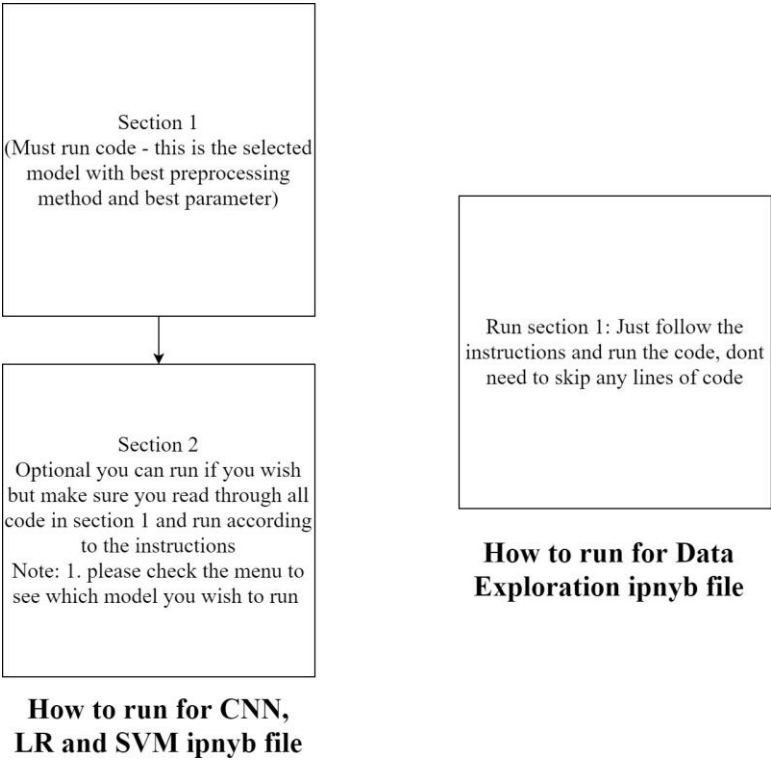 Section 1
(Must run code - this is the selected
model with best preprocessing
method and best parameter)
Section 2
Optional you can run if you wish
but make sure you read through all
code in section 1 and run according
to the instructions
Note: 1. please check the menu to
see which model you wish to run
How to run for CNN,
LR and SVM ipnyb file
Run section 1: Just follow the
instructions and run the code, dont
need to skip any lines of code
How to run for Data
Exploration ipnyb file